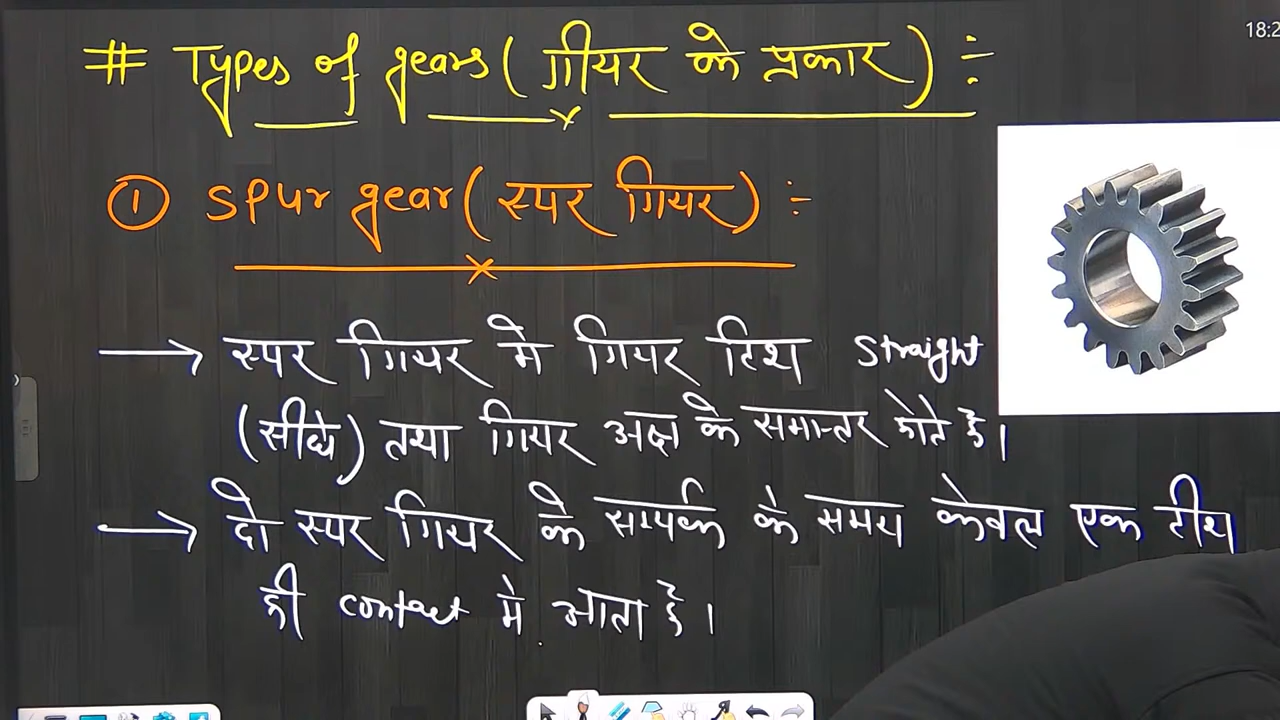 18:2
# Types of gears (गीयर के प्रकार) ÷
① Spur gear (स्पर गियर) :-
→ स्पर गियर मे गियर टिथ straight
(सीधे) तथा गियर अक्ष के समान्तर होते है।
→ दो स्पर गियर के सम्पर्क के समय केवल एक टीथ
ही contact मे आता है।